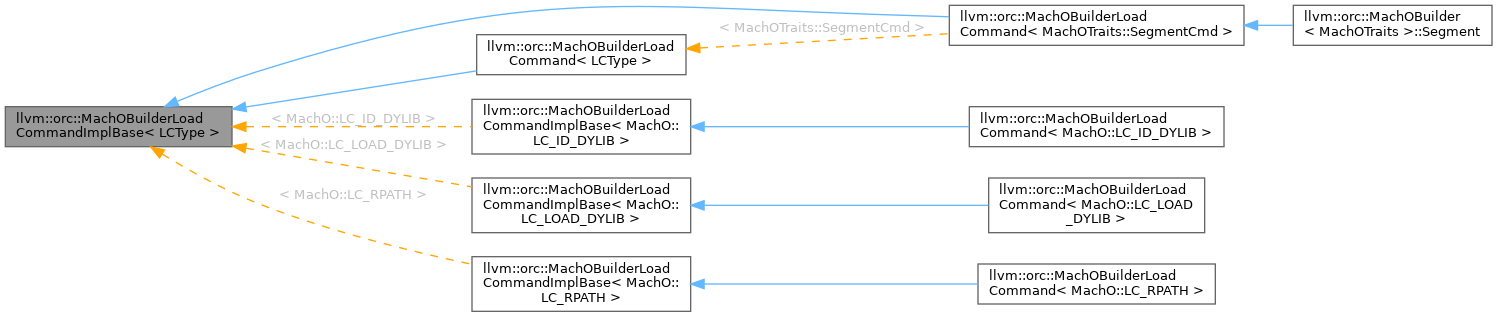 llvm::orc::MachOBuilderLoad
CommandImplBase< LCType >
llvm::orc::MachOBuilderLoad
Command< LCType >
< MachOTraits::SegmentCmd >
llvm::orc::MachOBuilderLoad
Command< MachOTraits::SegmentCmd >
llvm::orc::MachOBuilder
< MachOTraits >::Segment
< MachO::LC_ID_DYLIB >
llvm::orc::MachOBuilderLoad
CommandImplBase< MachO::
LC_ID_DYLIB >
llvm::orc::MachOBuilderLoad
Command< MachO::LC_ID_DYLIB >
< MachO::LC_LOAD_DYLIB >
llvm::orc::MachOBuilderLoad
CommandImplBase< MachO::
LC_LOAD_DYLIB >
llvm::orc::MachOBuilderLoad
Command< MachO::LC_LOAD
_DYLIB >
< MachO::LC_RPATH >
llvm::orc::MachOBuilderLoad
CommandImplBase< MachO::
LC_RPATH >
llvm::orc::MachOBuilderLoad
Command< MachO::LC_RPATH >